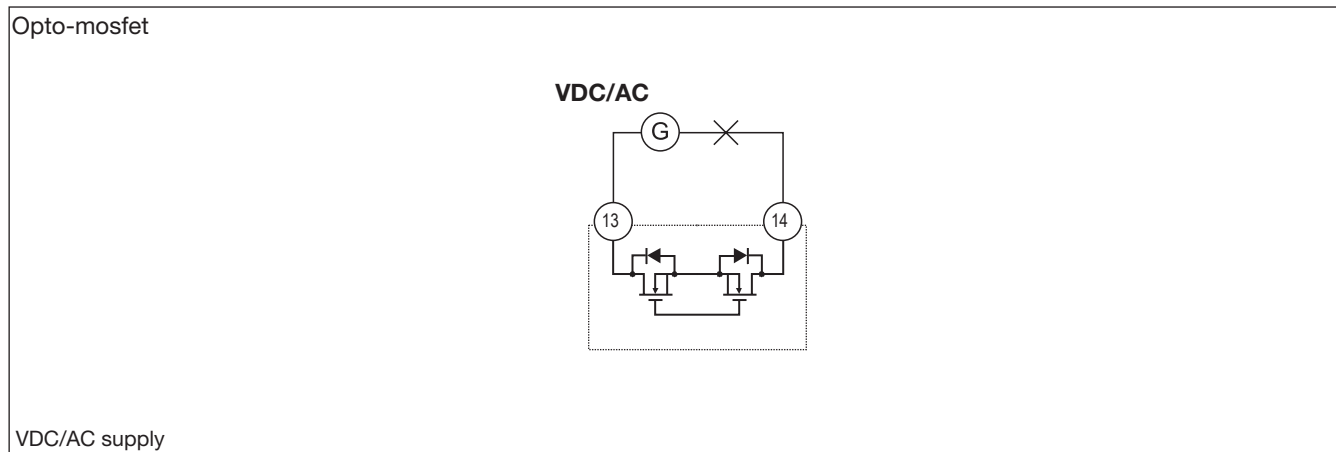 Opto-mosfet
VDC/AC
G
13
14
VDC/AC supply